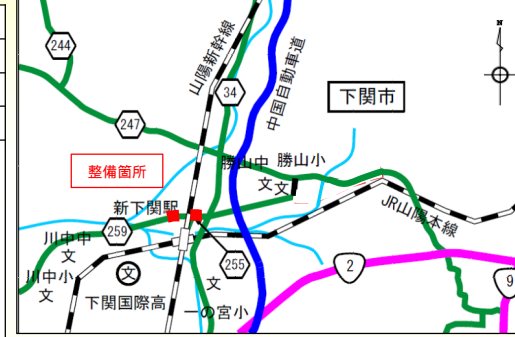 244
山陽新幹線
34
中国自動車道
N
下関市
247
整備箇所
勝山中
勝山小
文
文
新下関駅
JR山陽本線
259
川中中
文
255
2
9
川中小
文
文
文
下関国際高
一の宮小